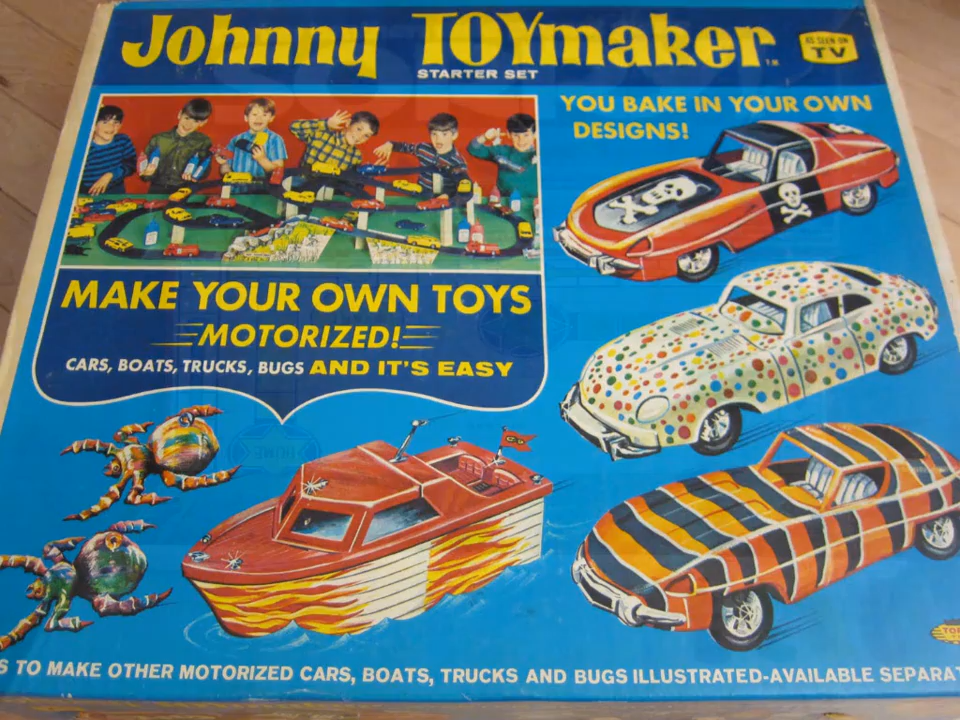 Johnny TOYmaker
STARTER SET
AS SEEN ON
TV
YOU BAKE IN YOUR OWN
DESIGNS!
MAKE YOUR OWN TOYS
MOTORIZED!
CARS, BOATS, TRUCKS, BUGS AND IT'S EASY
S TO MAKE OTHER MOTORIZED CARS, BOATS, TRUCKS AND BUGS ILLUSTRATED-AVAILABLE SEPARAT